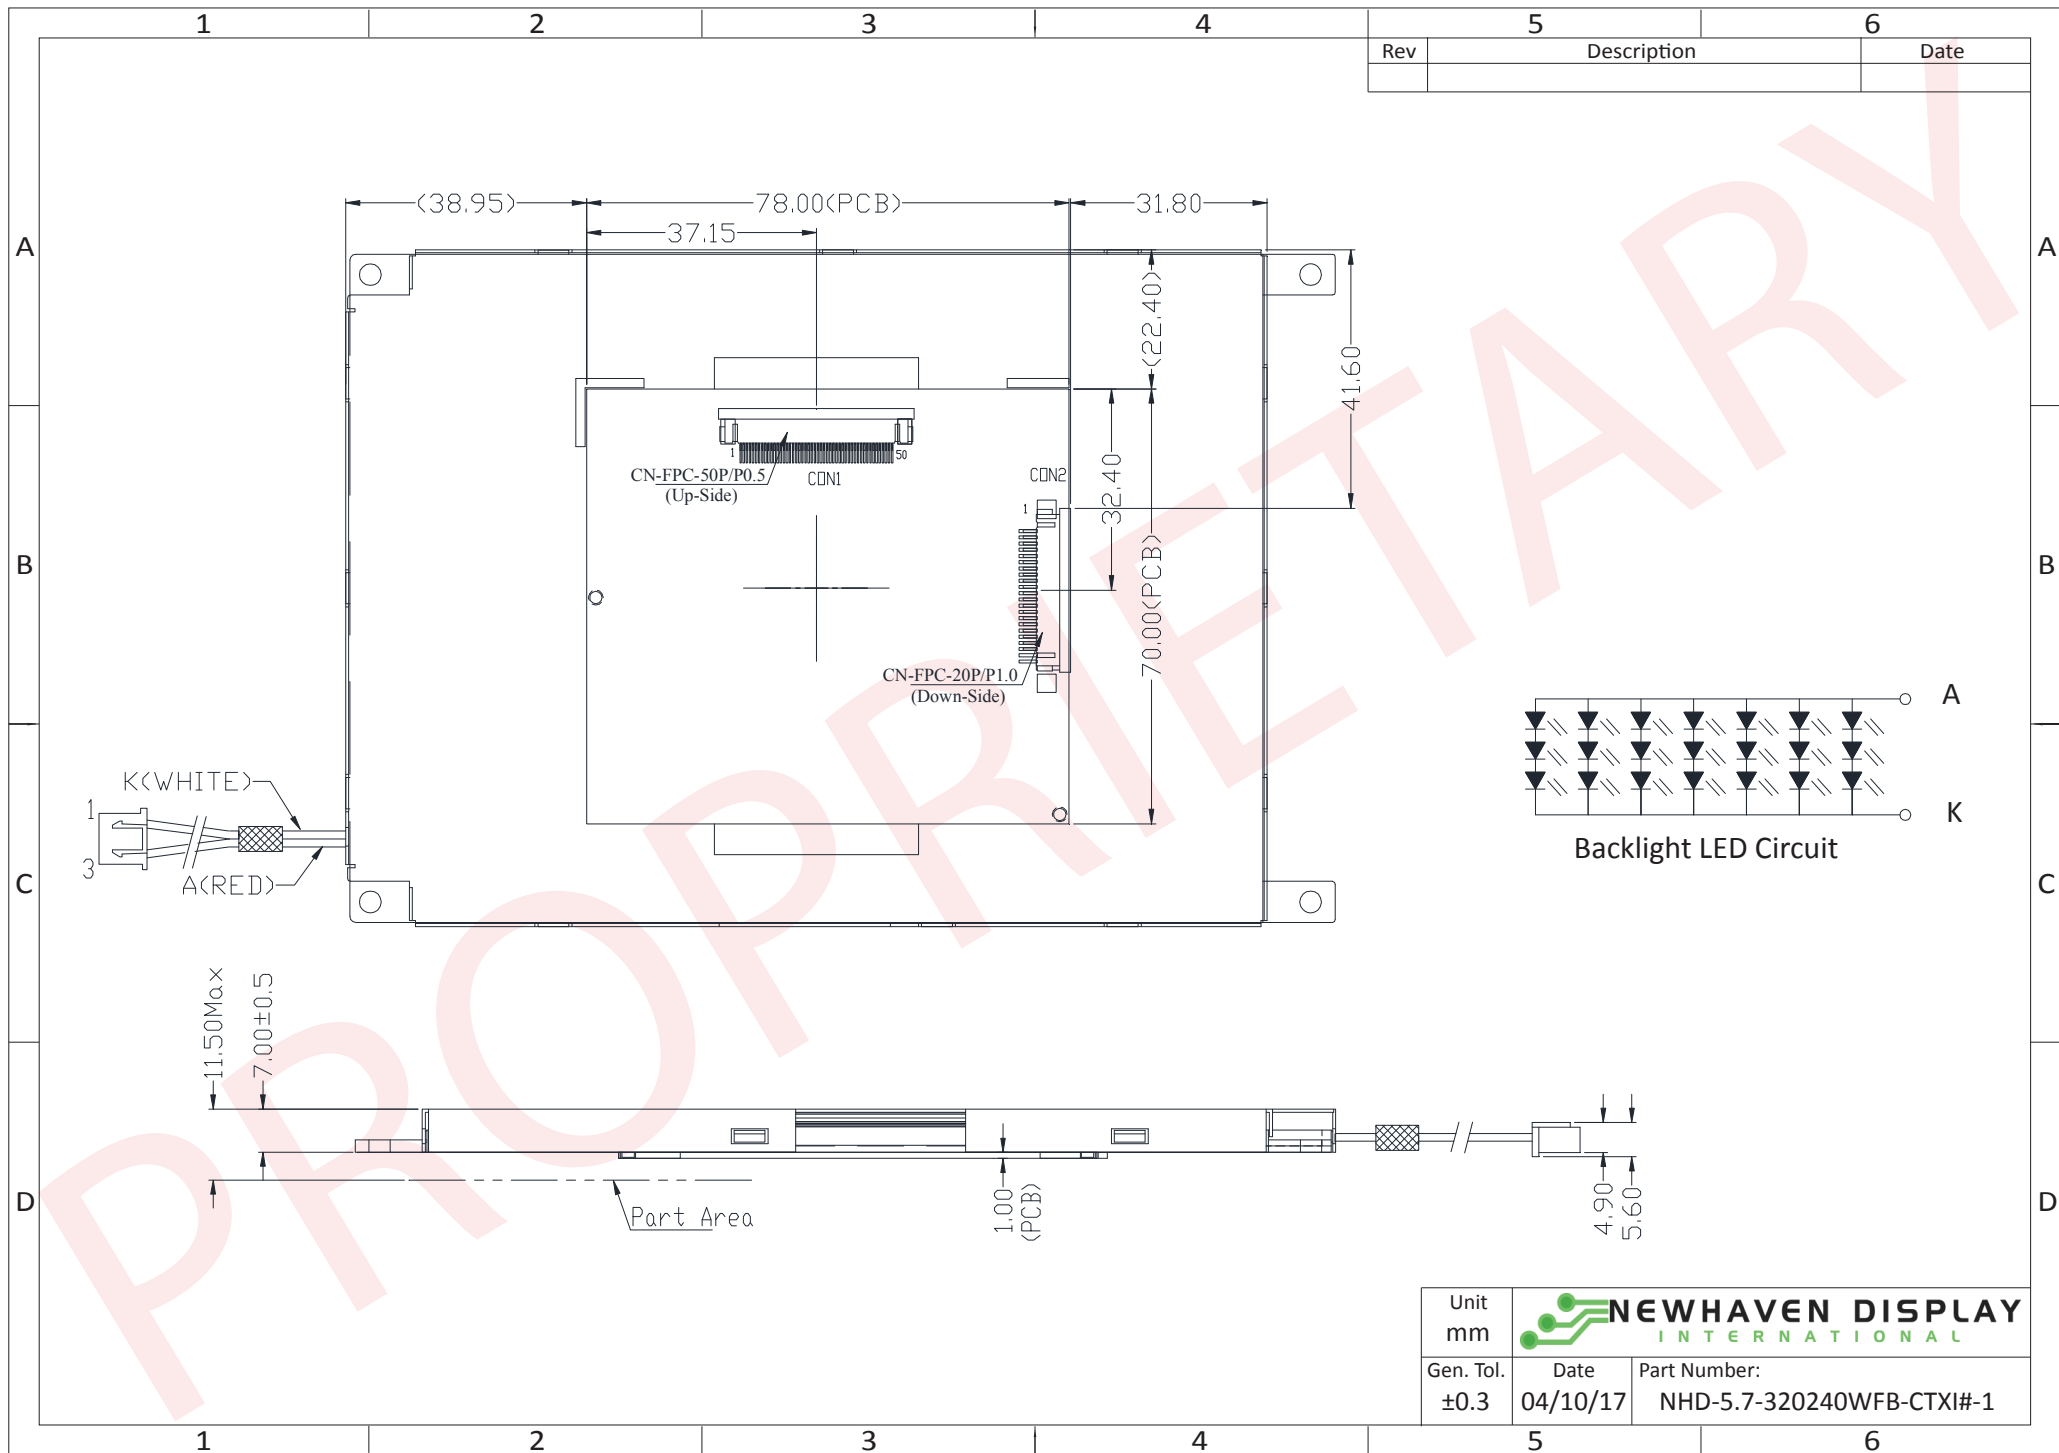 1 2 3 4 5 6
Rev Description Date
(38.95) 78.00(PCB) 31.80
37.15
A A
(22.40)
41.60
1 50
CN-FPC-50P/P0.5
(Up-Side)
CON1
CON2
32.40
1
70.00(PCB)
B B
CN-FPC-20P/P1.0
(Down-Side)
A
K
Backlight LED Circuit
K(WHITE)
1
3
A(RED)
C C
11.50Max
7.00±0.5
Part Area
1.00
(PCB)
4.90
5.60
D D
PROPRIETARY
Unit
mm
NEWHAVEN DISPLAY
INTERNATIONAL
Gen. Tol.
±0.3
Date
04/10/17
Part Number:
NHD-5.7-320240WFB-CTXI#-1
1 2 3 4 5 6